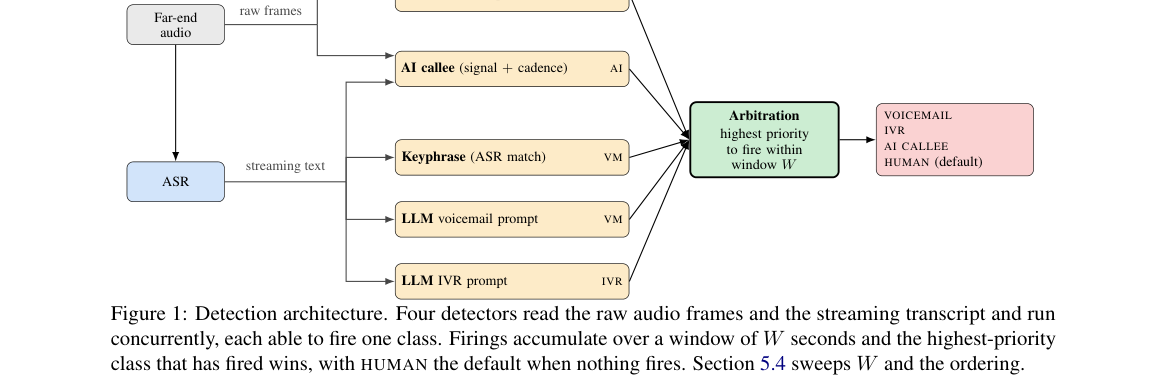 Far-end
audio
raw frames
AI callee (signal + cadence) AI
Keyphrase (ASR match) VM
ASR
streaming text
LLM voicemail prompt VM
LLM IVR prompt IVR
Arbitration
highest priority
to fire within
window W
VOICEMAIL
IVR
AI CALLEE
HUMAN (default)
Figure 1: Detection architecture. Four detectors read the raw audio frames and the streaming transcript and run
concurrently, each able to fire one class. Firings accumulate over a window of W seconds and the highest-priority
class that has fired wins, with HUMAN the default when nothing fires. Section 5.4 sweeps W and the ordering.